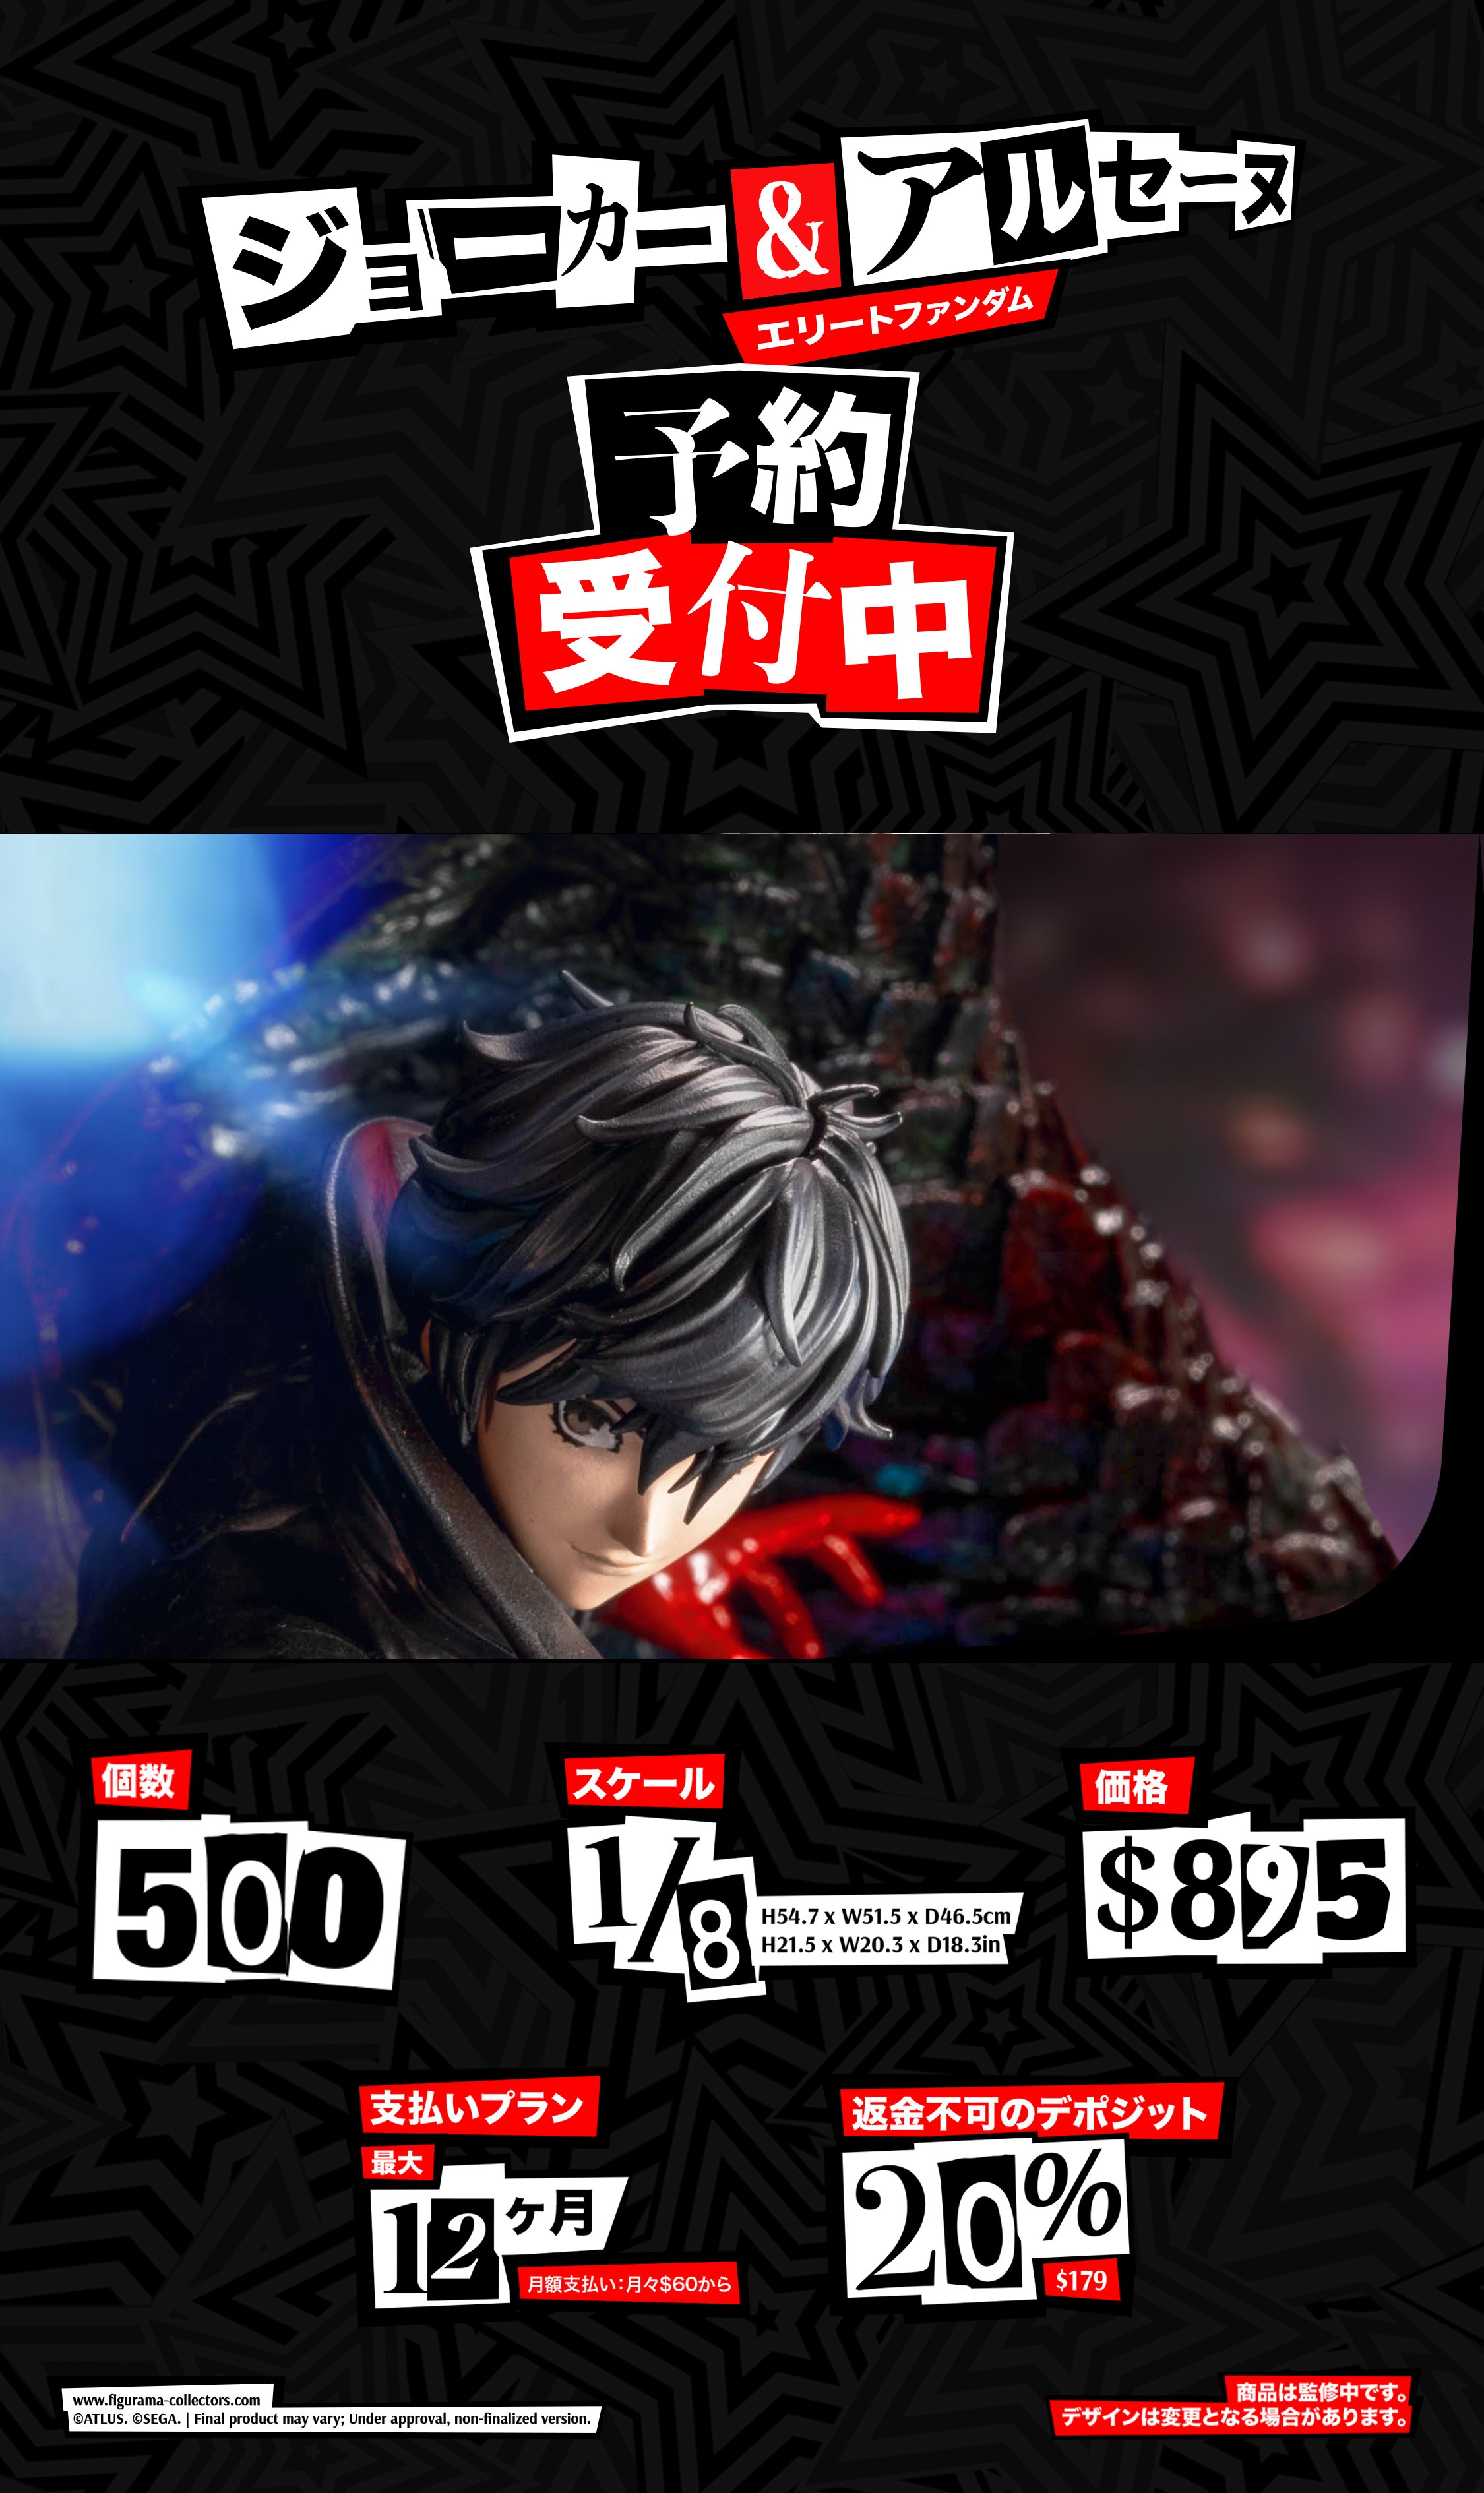 ジョーカー&アルセーヌ
エリートファンダム
予約
受付中
個数
500
スケール
1/8
H54.7 x W51.5 x D46.5cm
H21.5 x W20.3 x D18.3in
価格
$895
支払いプラン
最大
12ヶ月
月額支払い：月々$60から
返金不可のデポジット
20%
$179
www.figurama-collectors.com
©ATLUS. ©SEGA. | Final product may vary; Under approval, non-finalized version.
商品は監修中です。
デザインは変更となる場合があります。